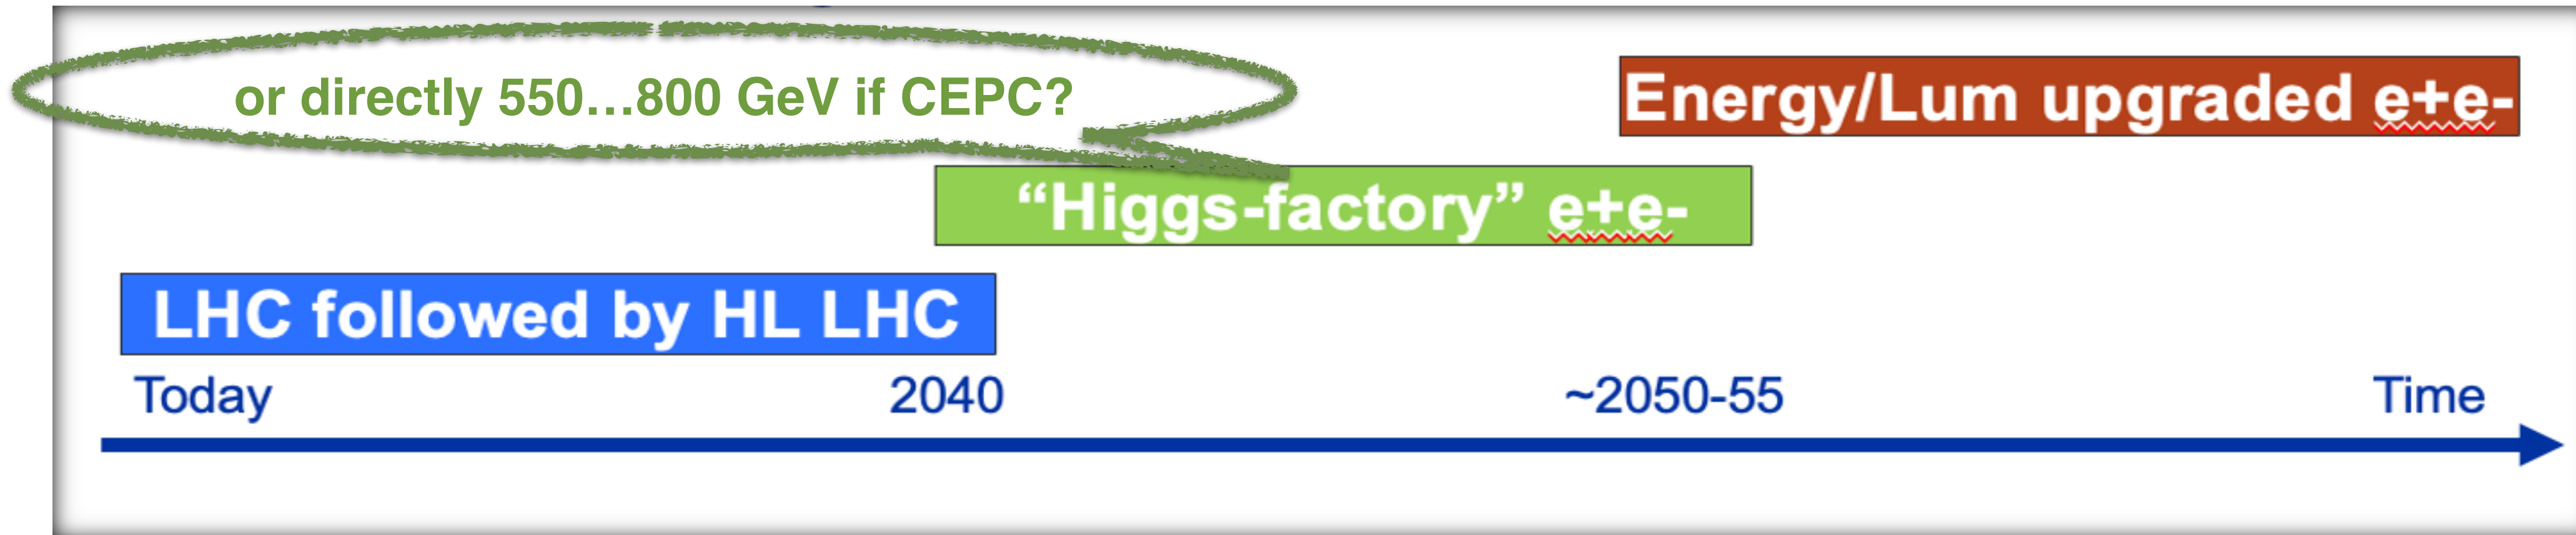 or directly 550...800 GeV if CEPC?
Energy/Lum upgraded e+e-
“Higgs-factory” e+e-
LHC followed by HL LHC
Today 2040 ~2050-55 Time